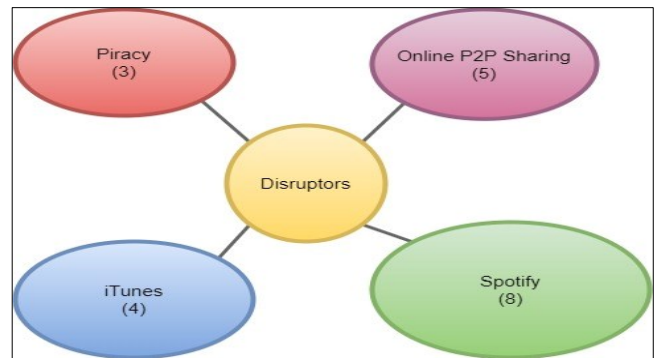 Piracy
(3)
Online P2P Sharing
(5)
Disruptors
iTunes
(4)
Spotify
(8)